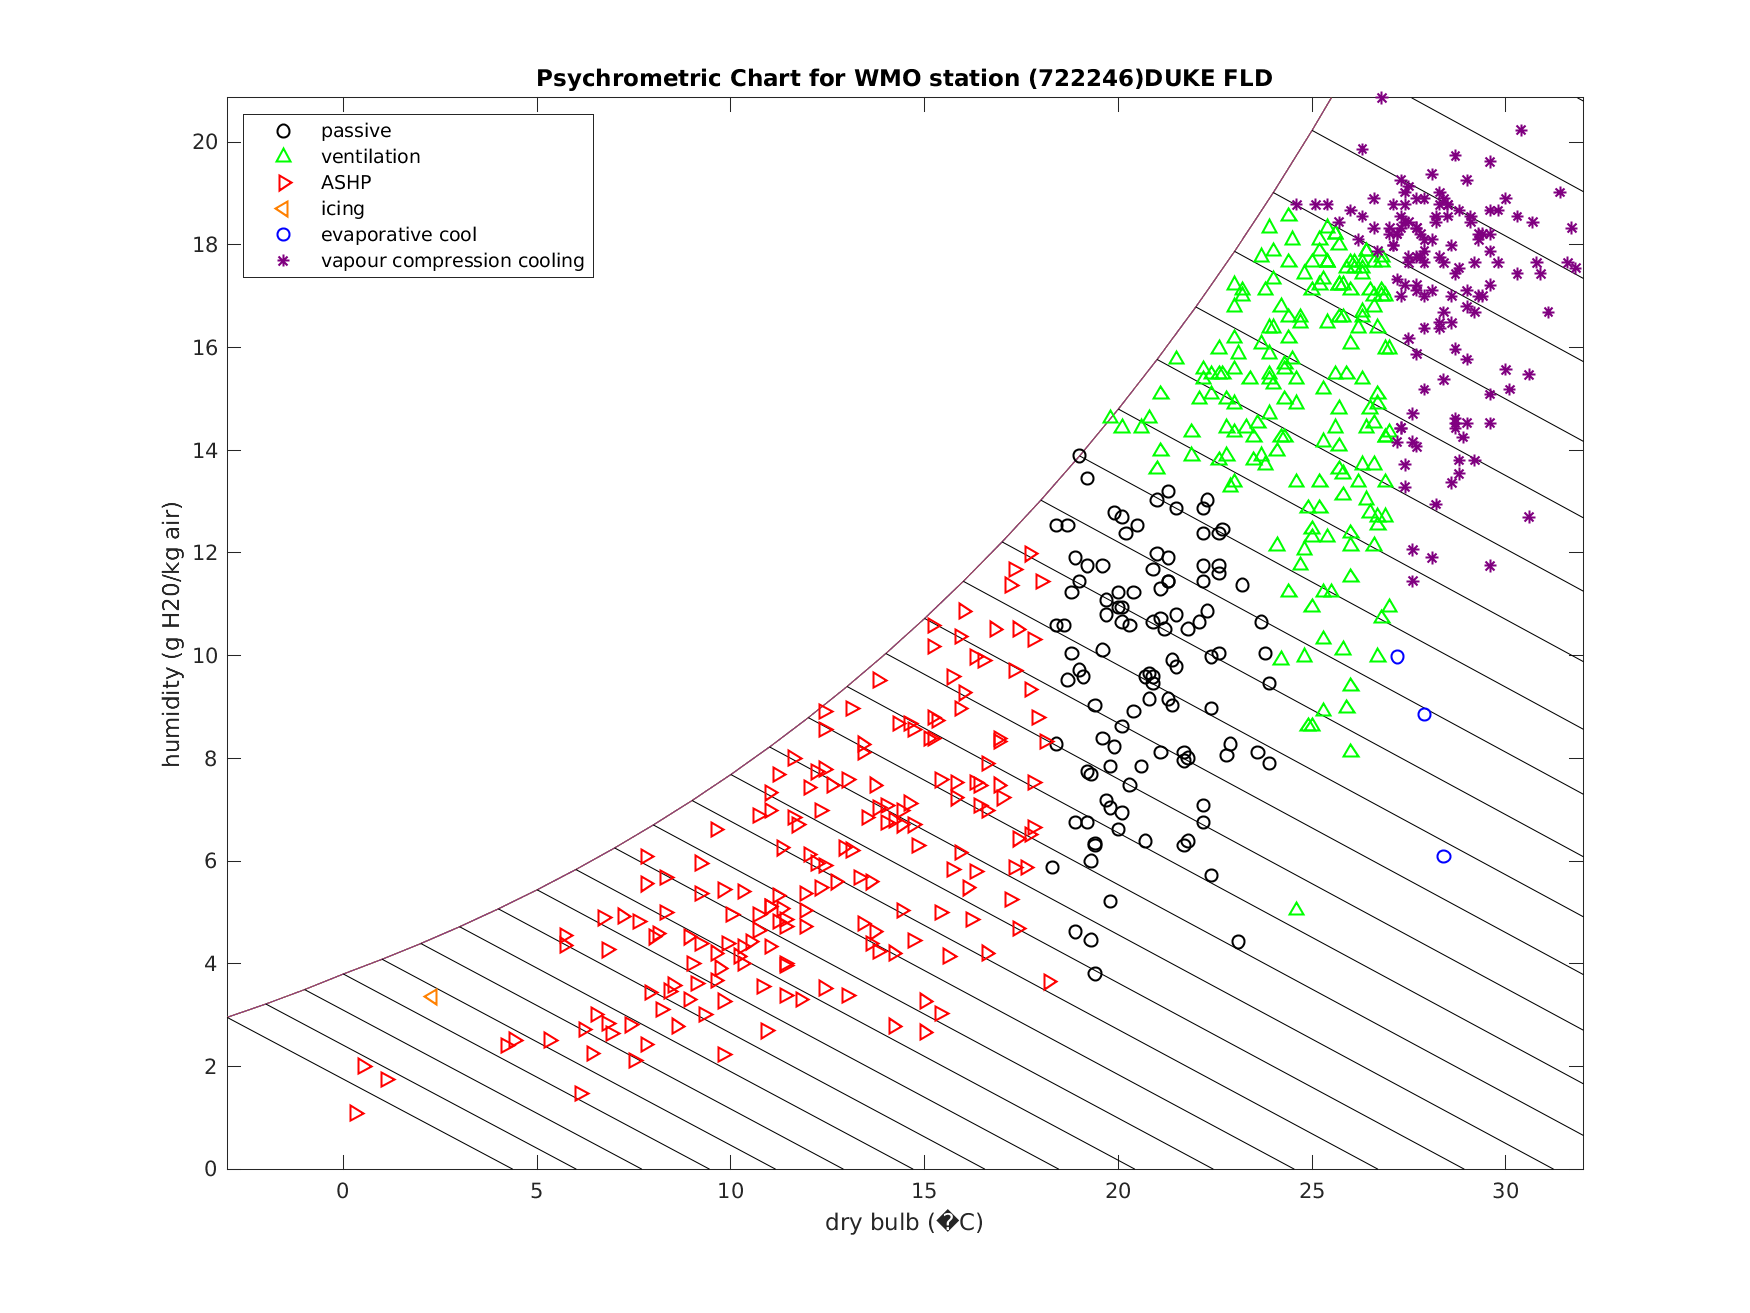 Psychrometric Chart for WMO station (722246)DUKE FLD
passive
ventilation
ASHP
icing
evaporative cool
vapour compression cooling
humidity (g H20/kg air)
20
18
16
14
12
10
8
6
4
2
0
0 5 10 15 20 25 30
dry bulb (�C)